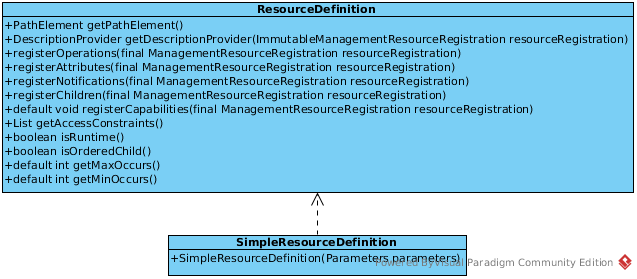 ResourceDefinition
+PathElement getPathElement()
+DescriptionProvider getDescriptionProvider(ImmutableManagementResourceRegistration resourceRegistration)
+registerOperations(final ManagementResourceRegistration resourceRegistration)
+registerAttributes(final ManagementResourceRegistration resourceRegistration)
+registerNotifications(final ManagementResourceRegistration resourceRegistration)
+registerChildren(final ManagementResourceRegistration resourceRegistration)
+default void registerCapabilities(final ManagementResourceRegistration resourceRegistration)
+List getAccessConstraints()
+boolean isRuntime()
+boolean isOrderedChild()
+default int getMaxOccurs()
+default int getMinOccurs()
SimpleResourceDefinition
+SimpleResourceDefinition(Parameters parameters)
Powered ByVisual Paradigm Community Edition